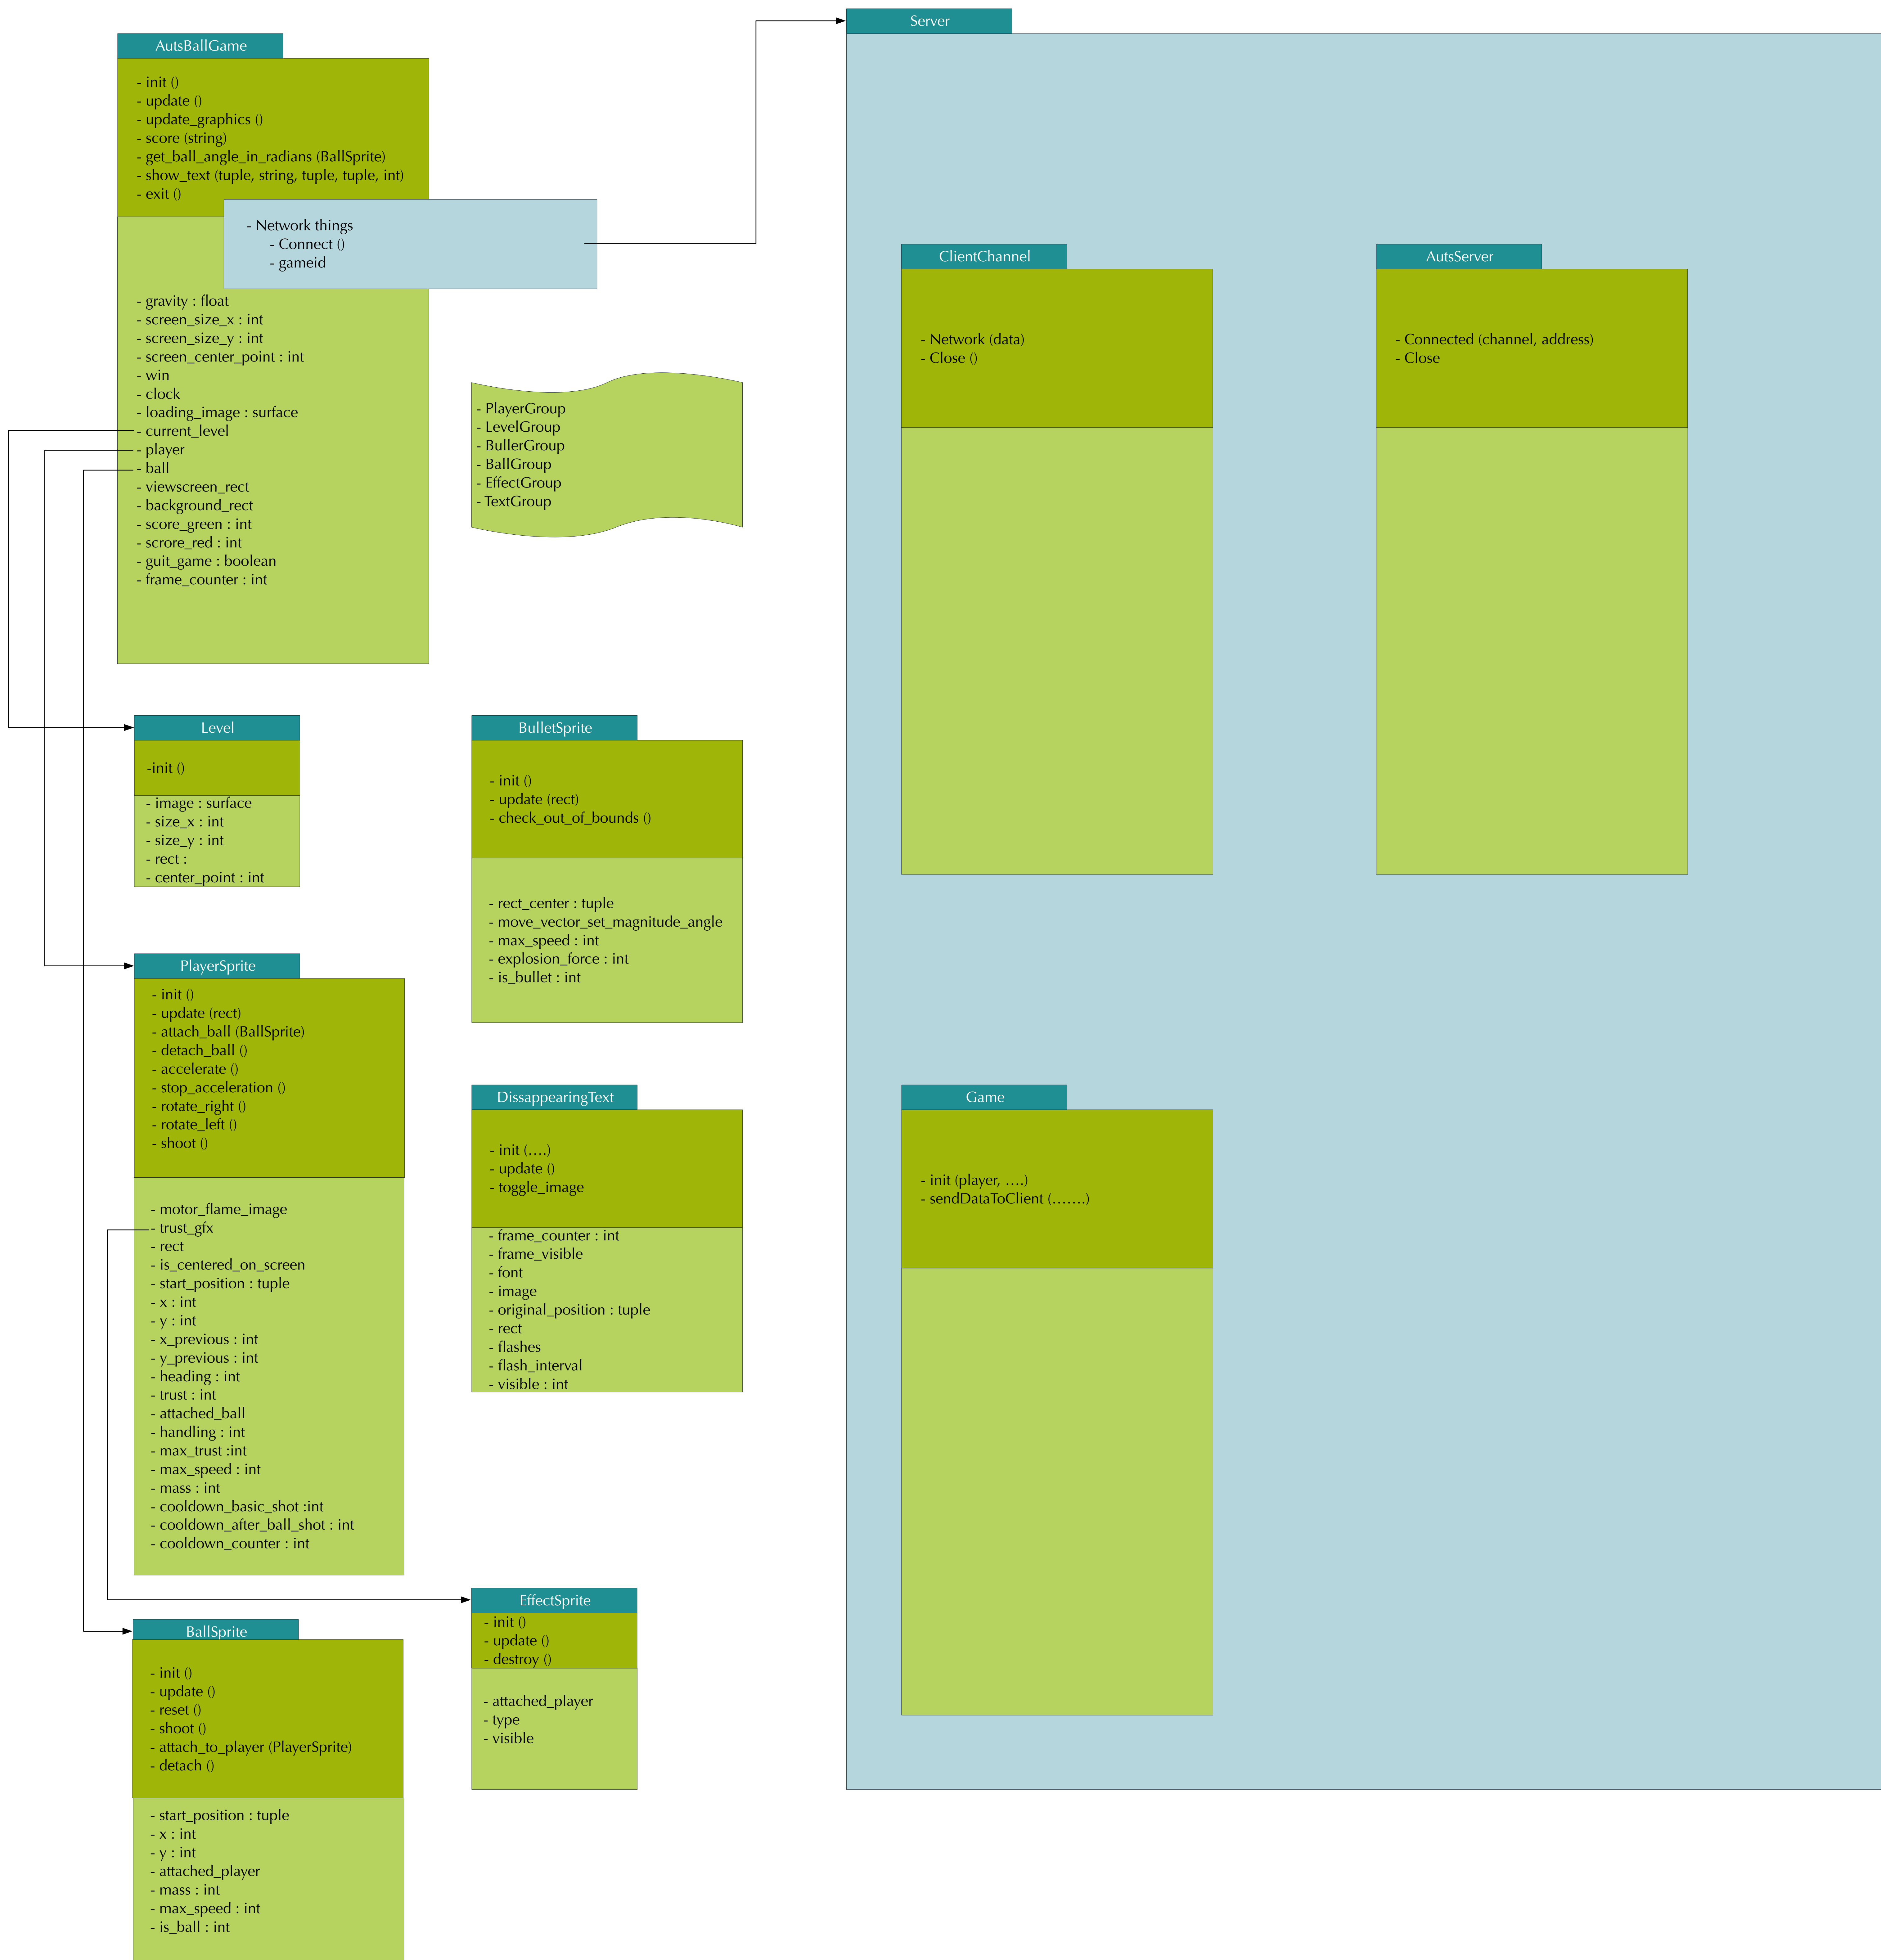 AutsBallGame
- init ()
- update ()
- update_graphics ()
- score (string)
- get_ball_angle_in_radians (BallSprite)
- show_text (tuple, string, tuple, tuple, int)
- exit ()
- Network things
- Connect ()
- gameid
- gravity : float
- screen_size_x : int
- screen_size_y : int
- screen_center_point : int
- win
- clock
- loading_image : surface
- current_level
- player
- ball
- viewscreen_rect
- background_rect
- score_green : int
- scrore_red : int
- guit_game : boolean
- frame_counter : int
- PlayerGroup
- LevelGroup
- BullerGroup
- BallGroup
- EffectGroup
- TextGroup
Level
-init ()
- image : surface
- size_x : int
- size_y : int
- rect :
- center_point : int
BulletSprite
- init ()
- update (rect)
- check_out_of_bounds ()
- rect_center : tuple
- move_vector_set_magnitude_angle
- max_speed : int
- explosion_force : int
- is_bullet : int
PlayerSprite
- init ()
- update (rect)
- attach_ball (BallSprite)
- detach_ball ()
- accelerate ()
- stop_acceleration ()
- rotate_right ()
- rotate_left ()
- shoot ()
- motor_flame_image
- trust_gfx
- rect
- is_centered_on_screen
- start_position : tuple
- x : int
- y : int
- x_previous : int
- y_previous : int
- heading : int
- trust : int
- attached_ball
- handling : int
- max_trust :int
- max_speed : int
- mass : int
- cooldown_basic_shot :int
- cooldown_after_ball_shot : int
- cooldown_counter : int
DissappearingText
- init (....)
- update ()
- toggle_image
- frame_counter : int
- frame_visible
- font
- image
- original_position : tuple
- rect
- flashes
- flash_interval
- visible : int
EffectSprite
- init ()
- update ()
- destroy ()
- attached_player
- type
- visible
BallSprite
- init ()
- update ()
- reset ()
- shoot ()
- attach_to_player (PlayerSprite)
- detach ()
- start_position : tuple
- x : int
- y : int
- attached_player
- mass : int
- max_speed : int
- is_ball : int
Server
ClientChannel
- Network (data)
- Close ()
AutsServer
- Connected (channel, address)
- Close
Game
- init (player, ....)
- sendDataToClient (.......)